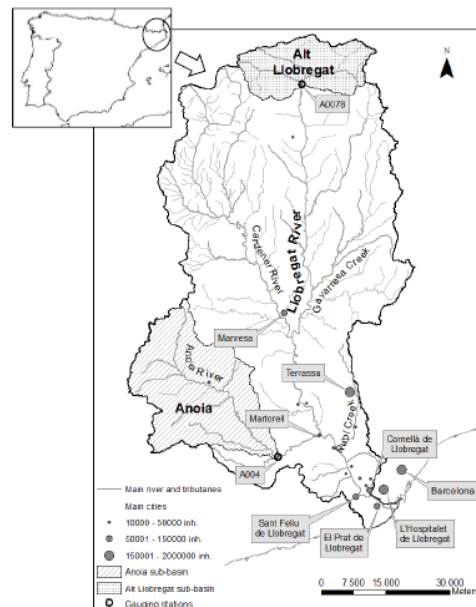 Alt
Llobregat
N
A0078
Cardener River
Llobregat River
Gavarresa Creek
Manresa
Anoia River
Terrassa
Anoia
Rubí Creek
Martorell
Cornellà de
Llobregat
A004
Barcelona
Sant Feliu
de Llobregat
El Prat de
Llobregat
L'Hospitalet
de Llobregat
Main river and tributaries
Main cities
10000 - 50000 inh.
50001 - 150000 inh.
150001 - 2000000 inh.
Anoia sub-basin
Alt Llobregat sub-basin
Gauging stations
0 7.500 15.000 30.000